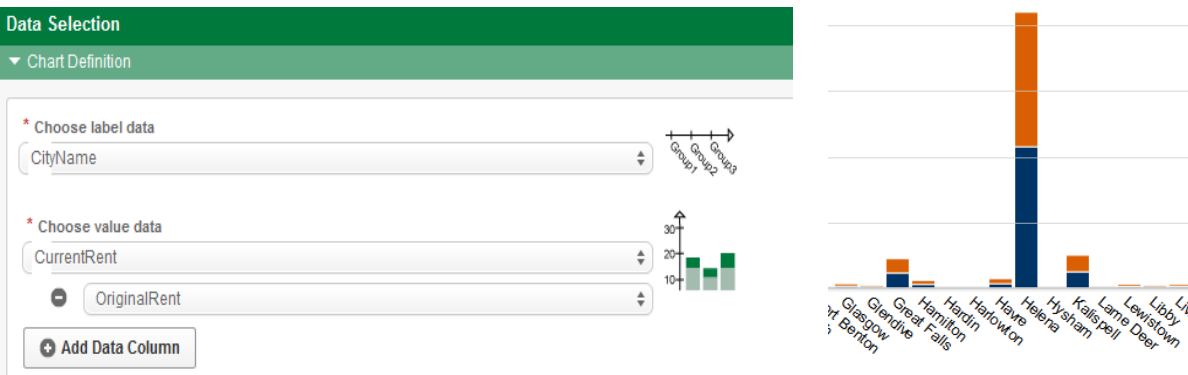 Data Selection
Chart Definition
* Choose label data
CityName
Group1
Group2
Group3
* Choose value data
CurrentRent
OriginalRent
Add Data Column
30
20
10
Benton
Glasgow
Glendive
Great Falls
Hamilton
Hardin
Harlowton
Havre
Helena
Hysham
Kalispell
Lame Deer
Lewistown
Libby